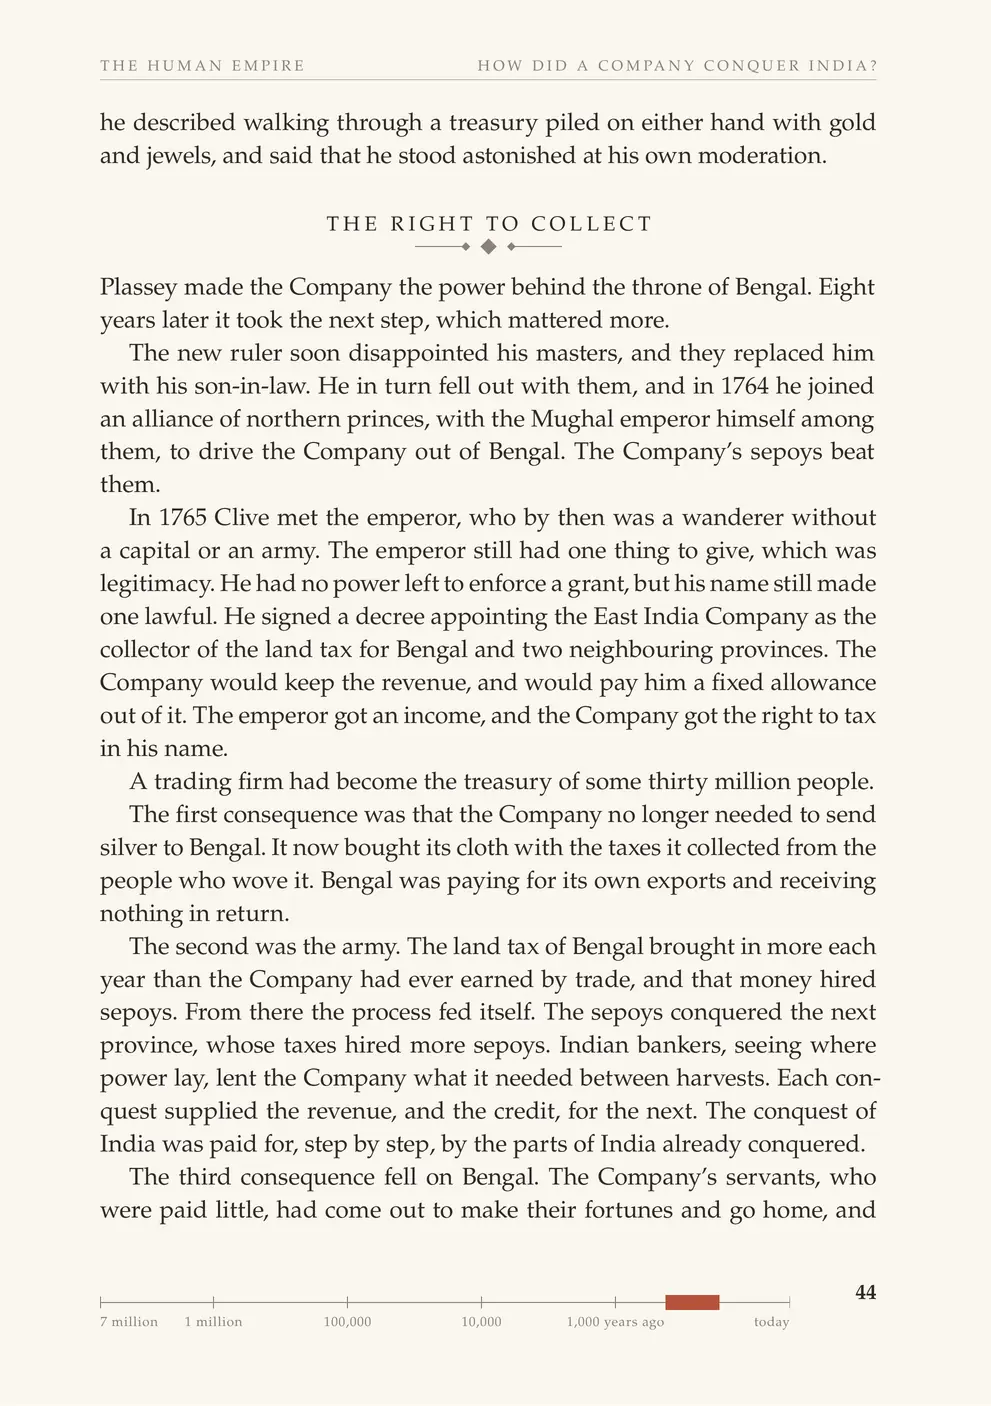 THE HUMAN EMPIRE
HOW DID A COMPANY CONQUER INDIA?
he described walking through a treasury piled on either hand with gold
and jewels, and said that he stood astonished at his own moderation.
THE RIGHT TO COLLECT
Plassey made the Company the power behind the throne of Bengal. Eight
years later it took the next step, which mattered more.
The new ruler soon disappointed his masters, and they replaced him
with his son-in-law. He in turn fell out with them, and in 1764 he joined
an alliance of northern princes, with the Mughal emperor himself among
them, to drive the Company out of Bengal. The Company’s sepoys beat
them.
In 1765 Clive met the emperor, who by then was a wanderer without
a capital or an army. The emperor still had one thing to give, which was
legitimacy. He had no power left to enforce a grant, but his name still made
one lawful. He signed a decree appointing the East India Company as the
collector of the land tax for Bengal and two neighbouring provinces. The
Company would keep the revenue, and would pay him a fixed allowance
out of it. The emperor got an income, and the Company got the right to tax
in his name.
A trading firm had become the treasury of some thirty million people.
The first consequence was that the Company no longer needed to send
silver to Bengal. It now bought its cloth with the taxes it collected from the
people who wove it. Bengal was paying for its own exports and receiving
nothing in return.
The second was the army. The land tax of Bengal brought in more each
year than the Company had ever earned by trade, and that money hired
sepoys. From there the process fed itself. The sepoys conquered the next
province, whose taxes hired more sepoys. Indian bankers, seeing where
power lay, lent the Company what it needed between harvests. Each con-
quest supplied the revenue, and the credit, for the next. The conquest of
India was paid for, step by step, by the parts of India already conquered.
The third consequence fell on Bengal. The Company’s servants, who
were paid little, had come out to make their fortunes and go home, and
44
7 million
1 million
100,000
10,000
1,000 years ago
today